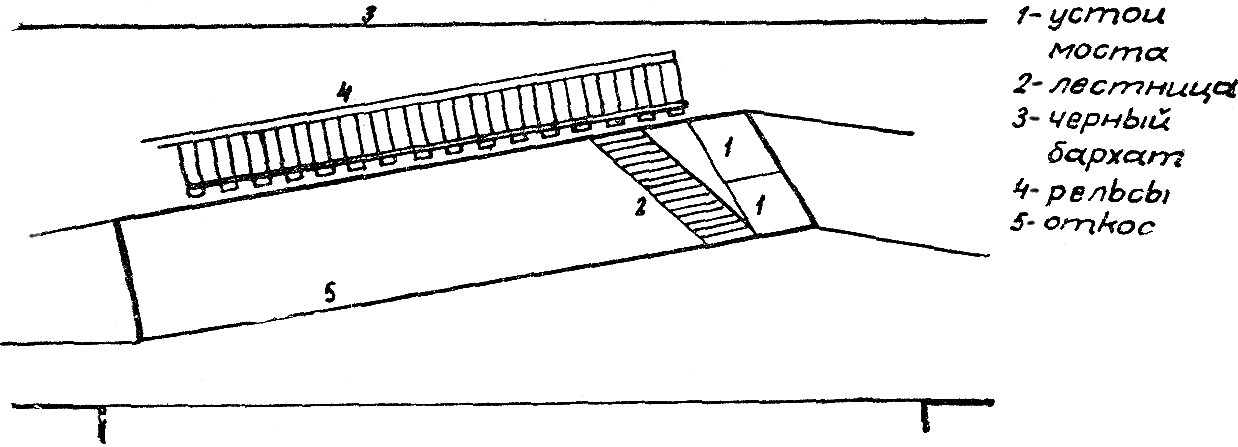 3
4
1
2
1
5
1- устои
моста
2- лестница
3- черный
бархат
4- рельсы
5- откос